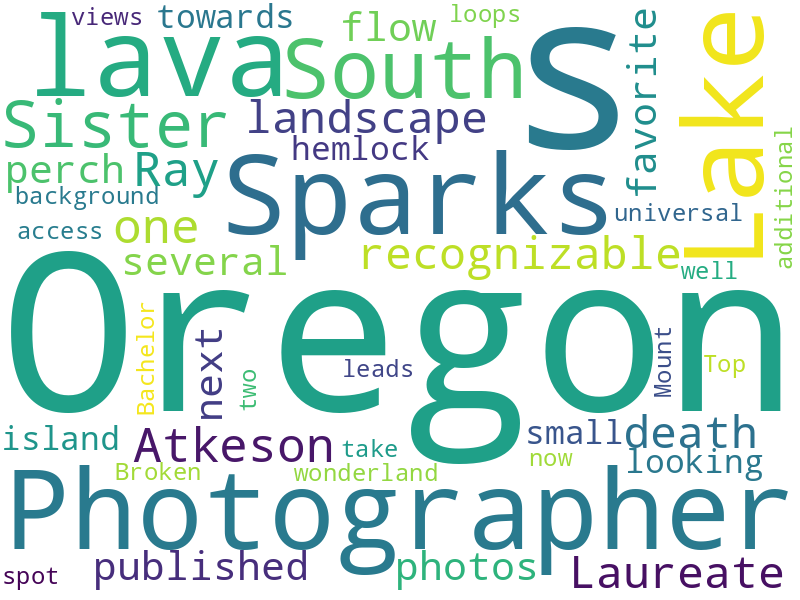 views towards loops
lava South flow S favorite Lake
Sister landscape
hemlock
perch Ray Sparks
background universal
access one
several recognizable well additional
Oregon
Bachelor next two leads Mount Top
island Atkeson take small death
Broken wonderland now looking
Photographer
spot published photos Laureate